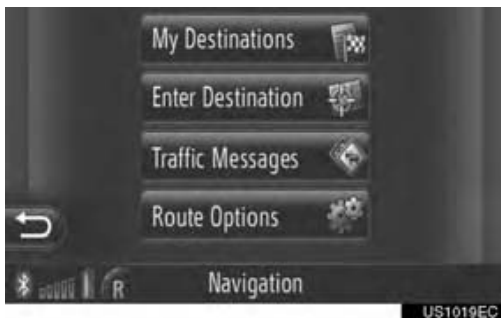 My Destinations
Enter Destination
Traffic Messages
Route Options
R Navigation
US1019EC